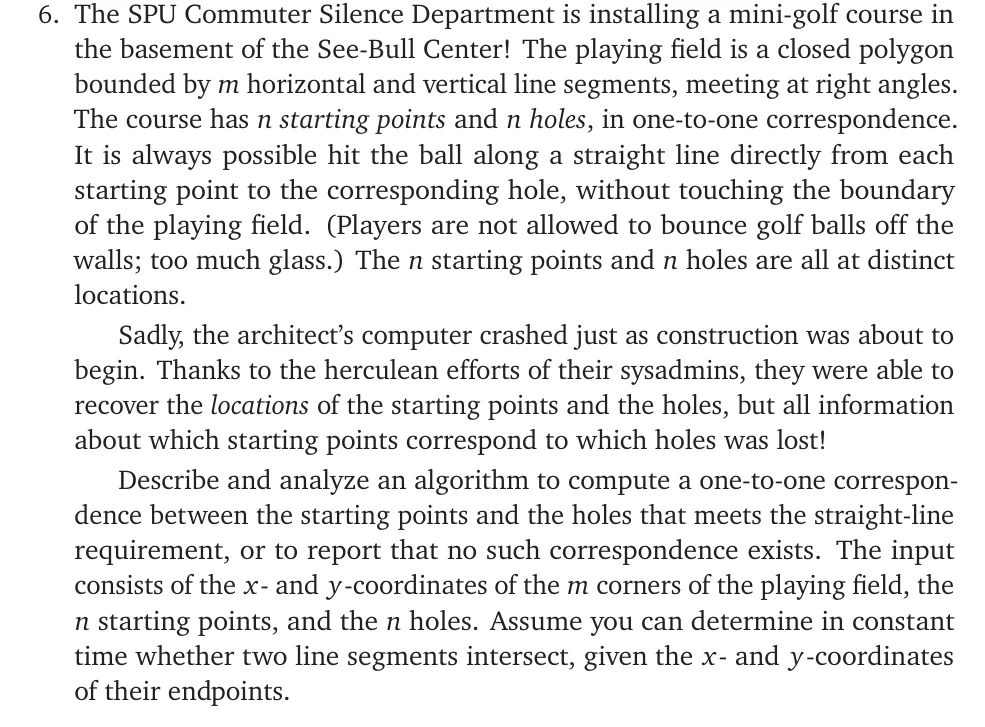 6. The SPU Commuter Silence Department is installing a mini-golf course in
the basement of the See-Bull Center! The playing field is a closed polygon
bounded by m horizontal and vertical line segments, meeting at right angles.
The course has n starting points and n holes, in one-to-one correspondence.
It is always possible hit the ball along a straight line directly from each
starting point to the corresponding hole, without touching the boundary
of the playing field. (Players are not allowed to bounce golf balls off the
walls; too much glass.) The n starting points and n holes are all at distinct
locations.
Sadly, the architect's computer crashed just as construction was about to
begin. Thanks to the herculean efforts of their sysadmins, they were able to
recover the locations of the starting points and the holes, but all information
about which starting points correspond to which holes was lost!
Describe and analyze an algorithm to compute a one-to-one correspon-
dence between the starting points and the holes that meets the straight-line
requirement, or to report that no such correspondence exists. The input
consists of the x- and y-coordinates of the m corners of the playing field, the
n starting points, and the n holes. Assume you can determine in constant
time whether two line segments intersect, given the x- and y-coordinates
of their endpoints.